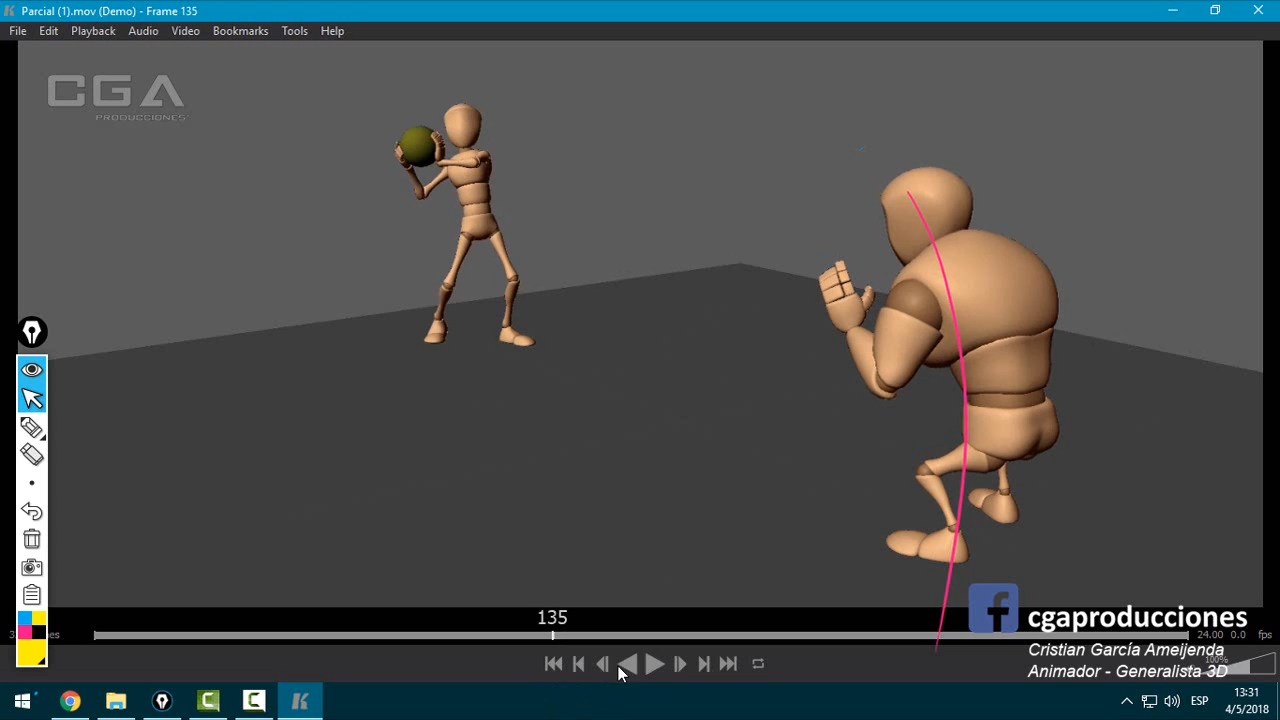 Parcial (1).mov (Demo) - Frame 135
File Edit Playback Audio Video Bookmarks Tools Help
CGA
PRODUCCIONES
135
24.00 0.0 fps
cgaproducciones
Cristian García Ameijenda
Animador - Generalista 3D
100%
ESP
13:31
4/5/2018